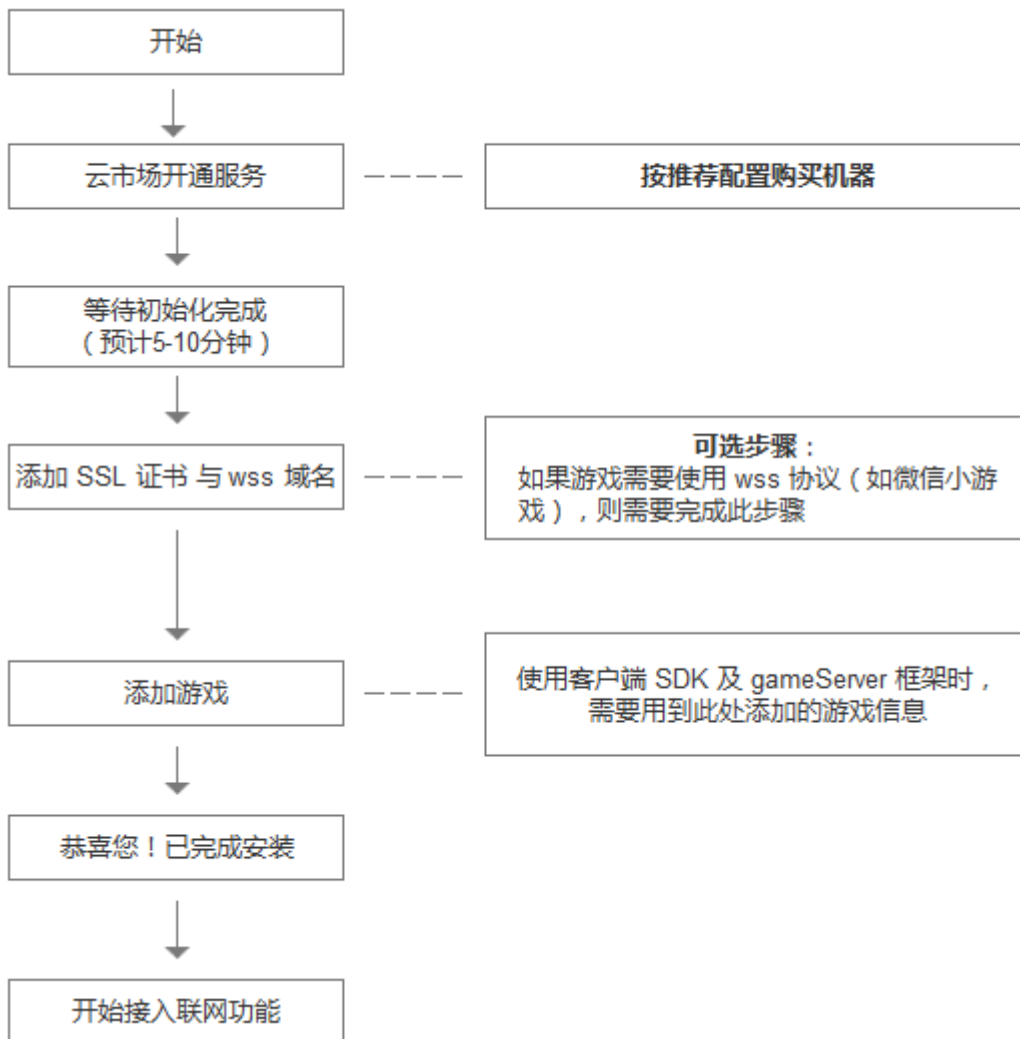 开始
云市场开通服务
按推荐配置购买机器
等待初始化完成
（预计5-10分钟）
添加 SSL 证书 与 wss 域名
可选步骤：
如果游戏需要使用 wss 协议（如微信小游
戏），则需要完成此步骤
添加游戏
使用客户端 SDK 及 gameServer 框架时，
需要用到此处添加的游戏信息
恭喜您！已完成安装
开始接入联网功能